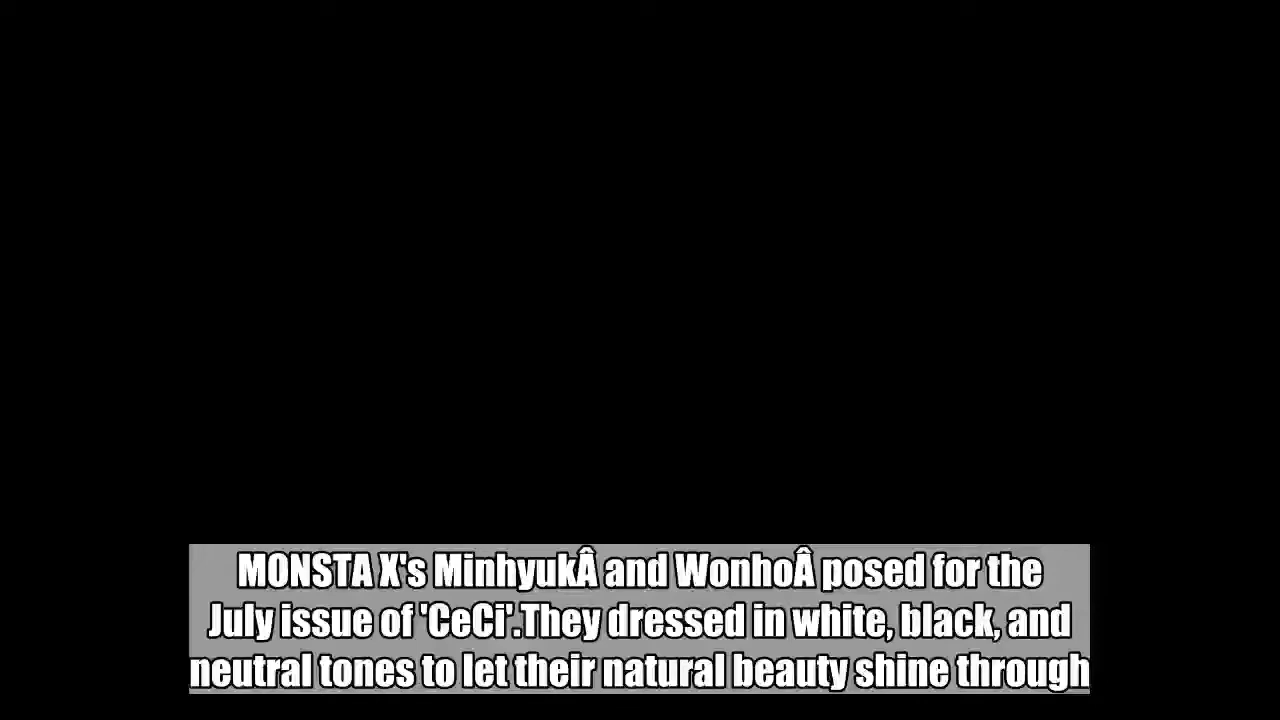 MONSTA X's MinhyukÂ and WonhoÂ posed for the
July issue of 'CeCi'.They dressed in white, black, and
neutral tones to let their natural beauty shine through